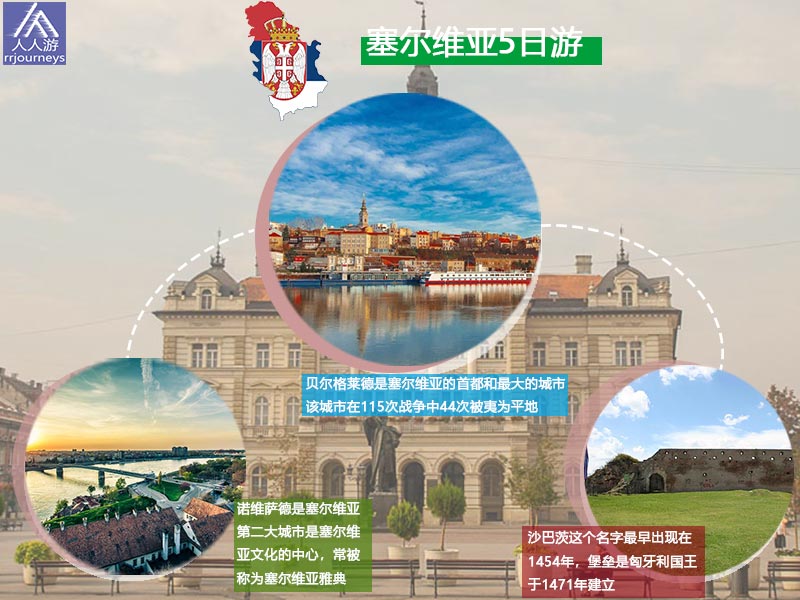 人人游
rrjourneys
塞尔维亚5日游
贝尔格莱德是塞尔维亚的首都和最大的城市
该城市在115次战争中44次被夷为平地
诺维萨德是塞尔维亚
第二大城市是塞尔维
亚文化的中心，常被
称为塞尔维亚雅典
沙巴茨这个名字最早出现在
1454年，堡垒是匈牙利国王
于1471年建立